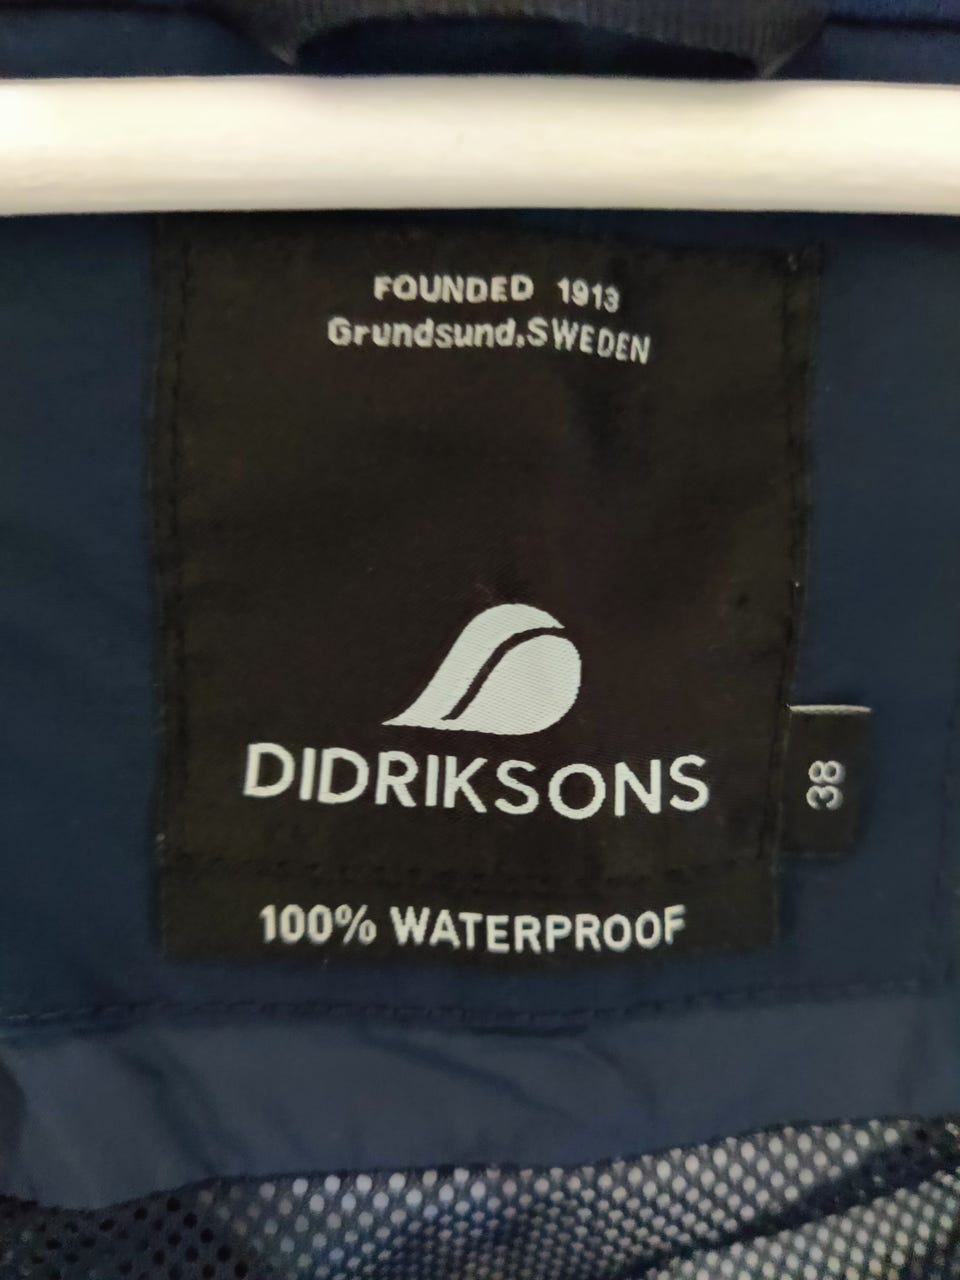 FOUNDED 1913
Grundsund,SWEDEN
DIDRIKSONS
38
100% WATERPROOF